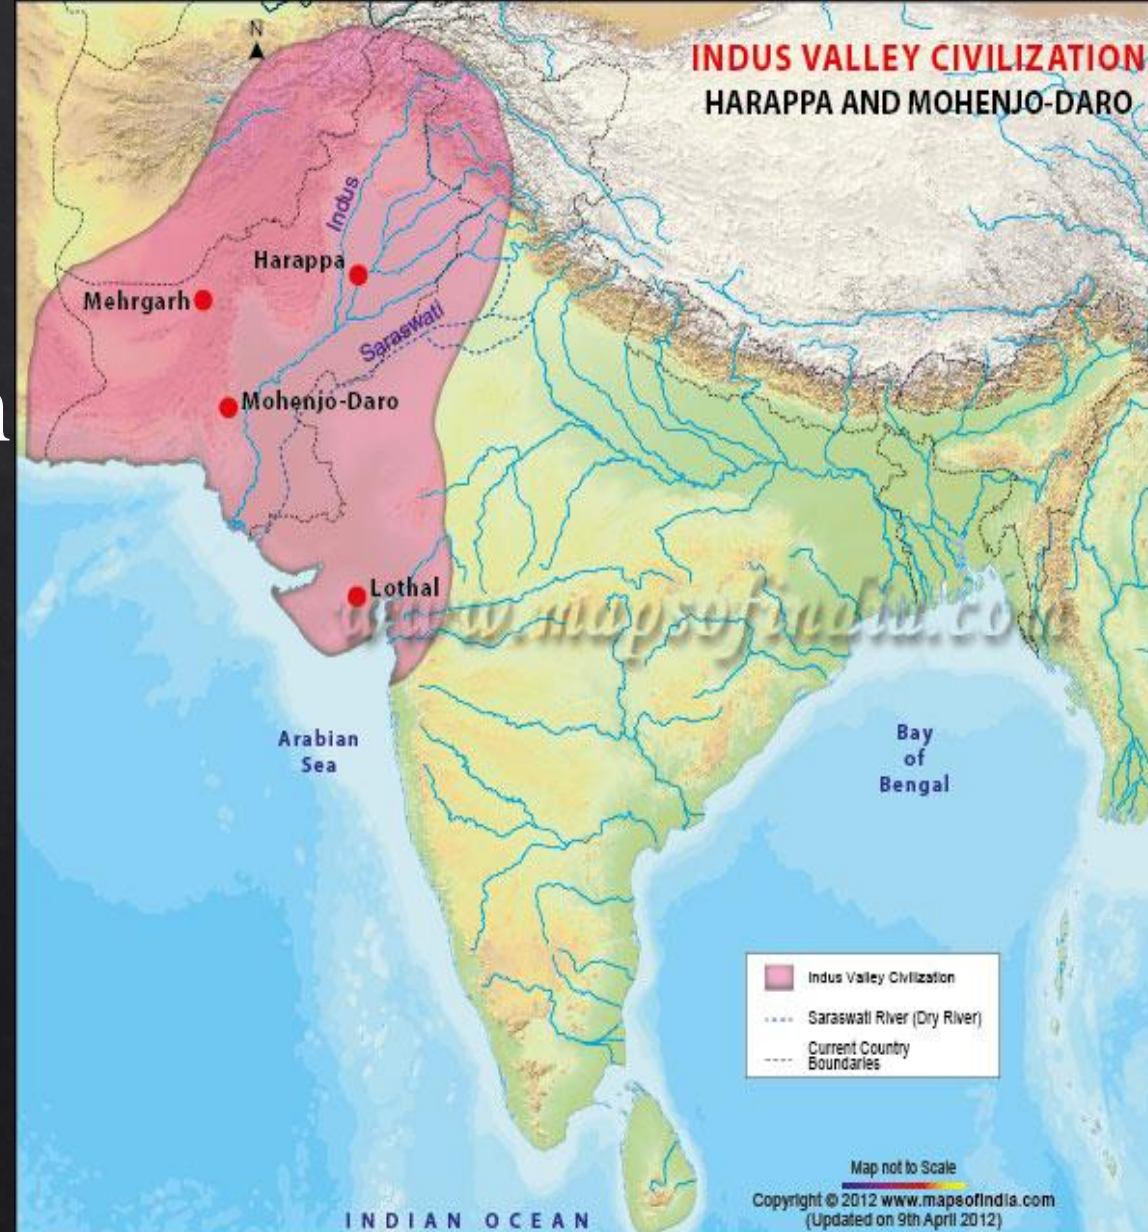 N
INDUS VALLEY CIVILIZATION
HARAPPA AND MOHENJO-DARO
Indus
Harappa
Mehrgarh
Saraswati
Mohenjo-Daro
Lothal
www.mapsofindia.com
Arabian
Sea
Bay
of
Bengal
Indus Valley Civilization
Saraswati River (Dry River)
Current Country
Boundaries
Map not to Scale
Copyright © 2012 www.mapsofindia.com
(Updated on 9th April 2012)
INDIAN OCEAN